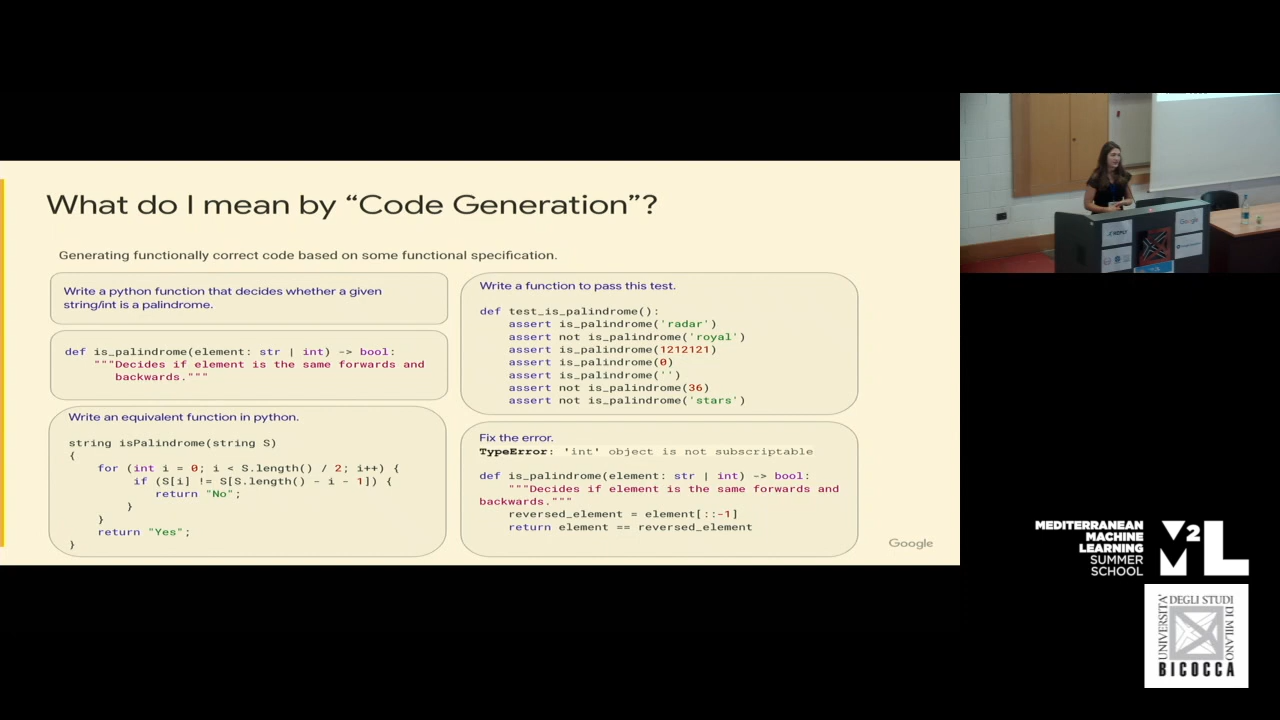 What do I mean by “Code Generation”?
Generating functionally correct code based on some functional specification.
Write a python function that decides whether a given
string/int is a palindrome.
def is_palindrome(element: str | int) -> bool:
"""Decides if element is the same forwards and
backwards."""
Write an equivalent function in python.
string isPalindrome(string S)
{
for (int i = 0; i < S.length() / 2; i++) {
if (S[i] != S[S.length() - i - 1]) {
return "No";
}
}
return "Yes";
}
Write a function to pass this test.
def test_is_palindrome():
assert is_palindrome('radar')
assert not is_palindrome('royal')
assert is_palindrome(1212121)
assert is_palindrome(0)
assert is_palindrome('')
assert not is_palindrome(36)
assert not is_palindrome('stars')
Fix the error.
TypeError: 'int' object is not subscriptable
def is_palindrome(element: str | int) -> bool:
"""Decides if element is the same forwards and
backwards."""
reversed_element = element[::-1]
return element == reversed_element
Google
Google
MEDITERRANEAN
MACHINE
LEARNING
SUMMER
SCHOOL
M2L
UNIVERSITÀ
DEGLI STUDI
DI MILANO
BICOCCA